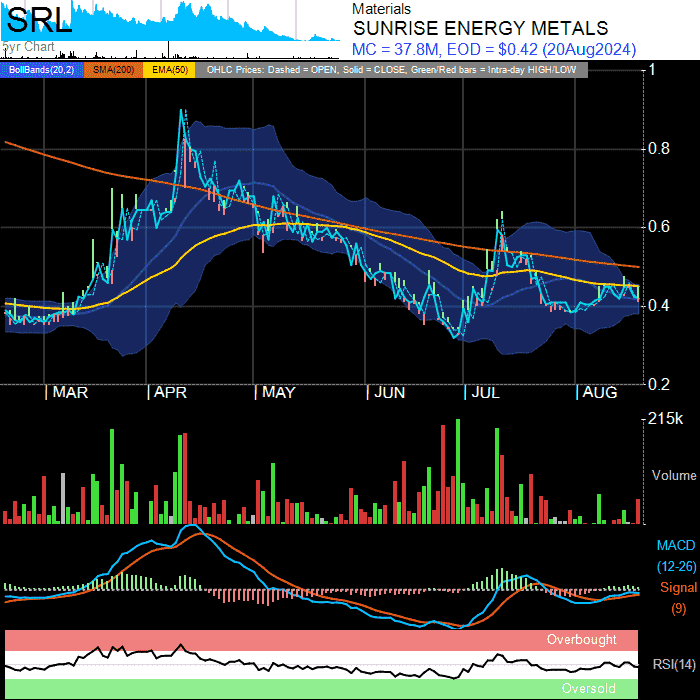 SRL
5yr Chart
Materials
SUNRISE ENERGY METALS
MC = 37.8M, EOD = $0.42 (20Aug2024)
BollBands(20,2) SMA(200) EMA(50) OHLC Prices: Dashed = OPEN, Solid = CLOSE, Green/Red bars = Intra-day HIGH/LOW
1
0.8
0.6
0.4
0.2
MAR APR MAY JUN JUL AUG
215k
Volume
MACD
(12-26)
Signal
(9)
Overbought
RSI(14)
Oversold